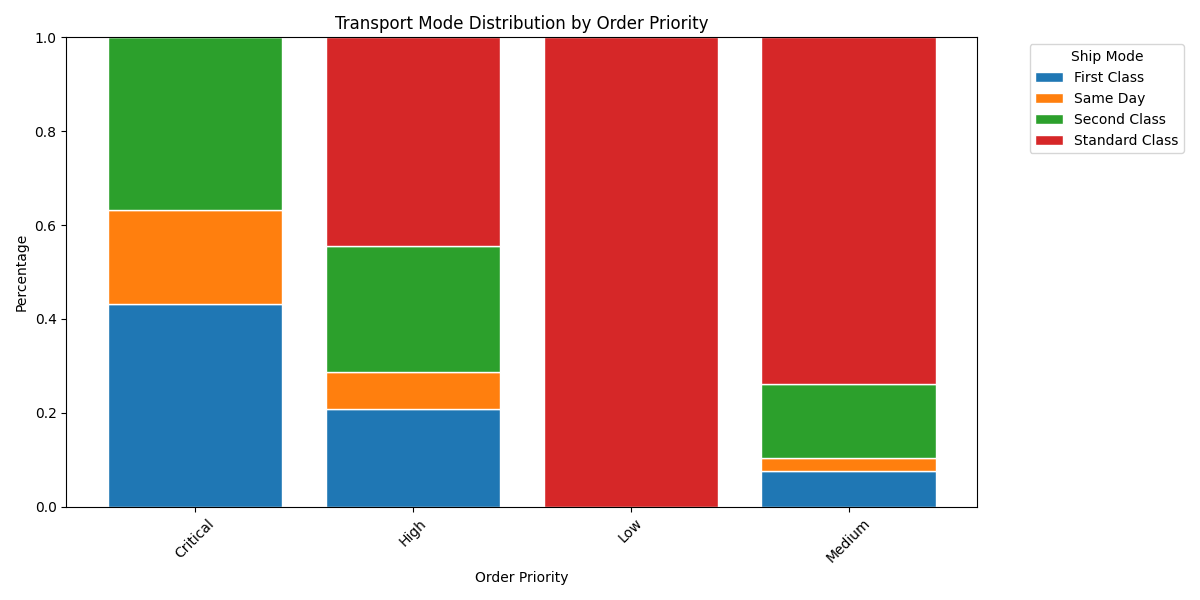 Transport Mode Distribution by Order Priority
Percentage
1.0
0.8
0.6
0.4
0.2
0.0
Critical
High
Low
Medium
Order Priority
Ship Mode
First Class
Same Day
Second Class
Standard Class